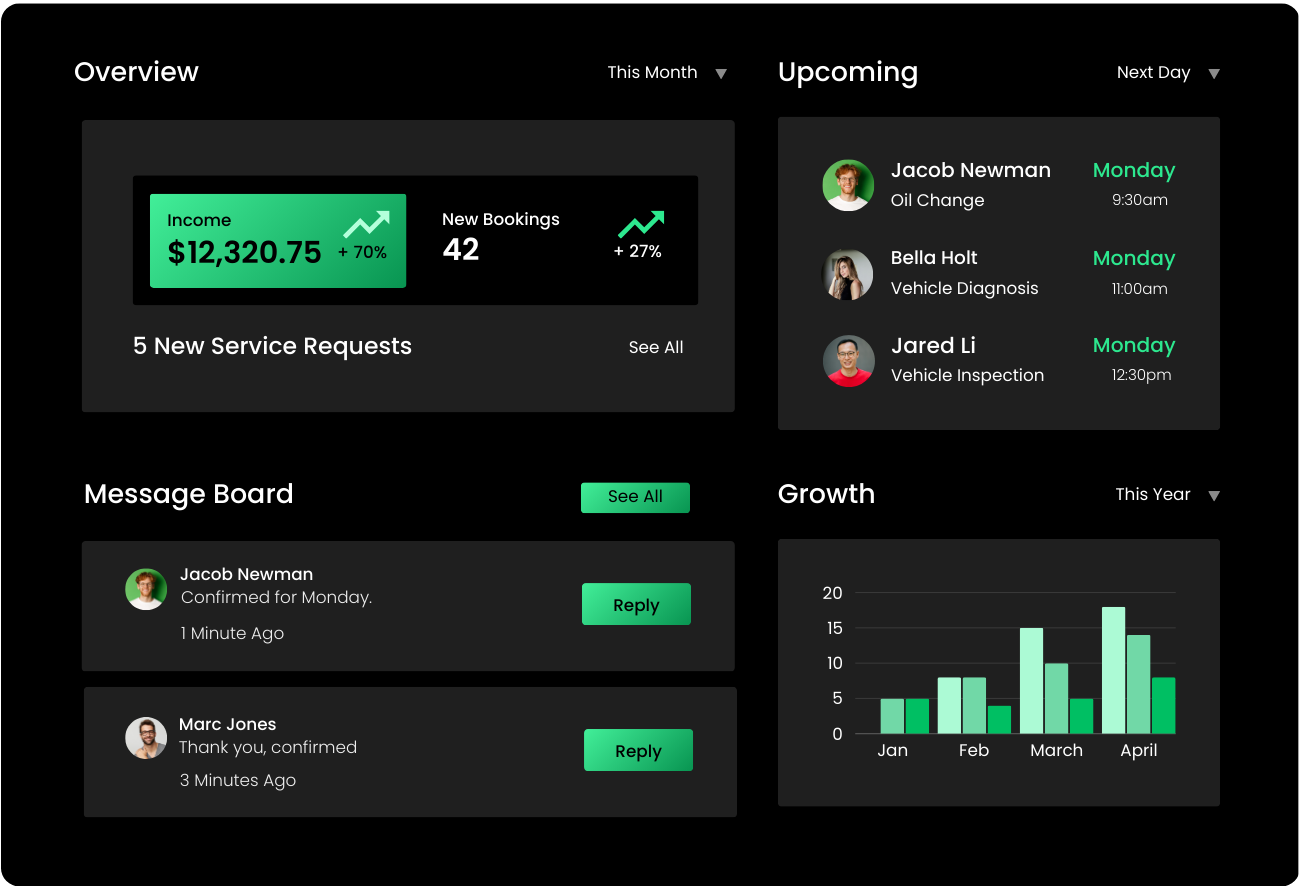 Overview
This Month
Income
$12,320.75
+ 70%
New Bookings
42
+ 27%
5 New Service Requests
See All
Upcoming
Next Day
Jacob Newman
Monday
Oil Change
9:30am
Bella Holt
Monday
Vehicle Diagnosis
11:00am
Jared Li
Monday
Vehicle Inspection
12:30pm
Message Board
See All
Jacob Newman
Confirmed for Monday.
1 Minute Ago
Reply
Marc Jones
Thank you, confirmed
3 Minutes Ago
Reply
Growth
This Year
20
15
10
5
0
Jan
Feb
March
April